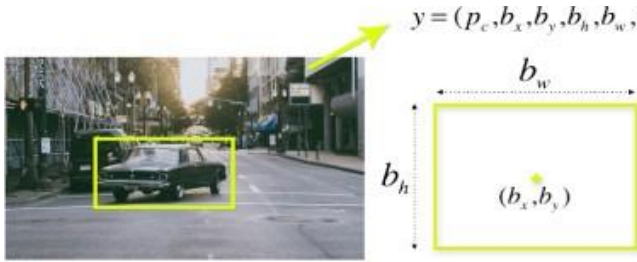 y = (p_c, b_x, b_y, b_h, b_w,
b_w
b_h
(b_x, b_y)